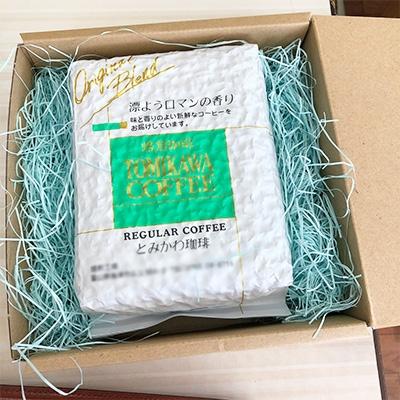 Original
Blend
漂ようロマンの香り
味と香りのよい新鮮なコーヒーを
お届けしています。
TOMIKAWA
COFFEE
REGULAR COFFEE
とみかわ珈琲